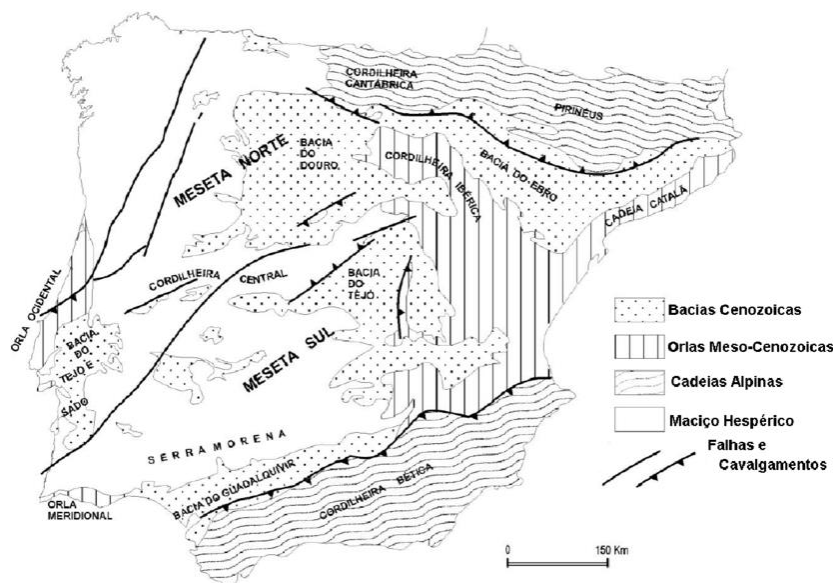 CORDILHEIRA
CANTÁBRICA
PIRINÉUS
BACIA
DO
DOURO
MESETA NORTE
CORDILHEIRA IBÉRICA
BACIA DO EBRO
CADEIA CATALÃ
ORLA OCIDENTAL
CORDILHEIRA CENTRAL
BACIA
DO
TEJO
BACIA
DO
TEJO E
SADO
MESETA SUL
SERRA MORENA
BACIA DO GUADALQUIVIR
CORDILHEIRA BÉTICA
ORLA
MERIDIONAL
Bacias Cenozoicas
Orlas Meso-Cenozoicas
Cadeias Alpinas
Maciço Hespérico
Falhas e
Cavalgamentos
0 150 Km